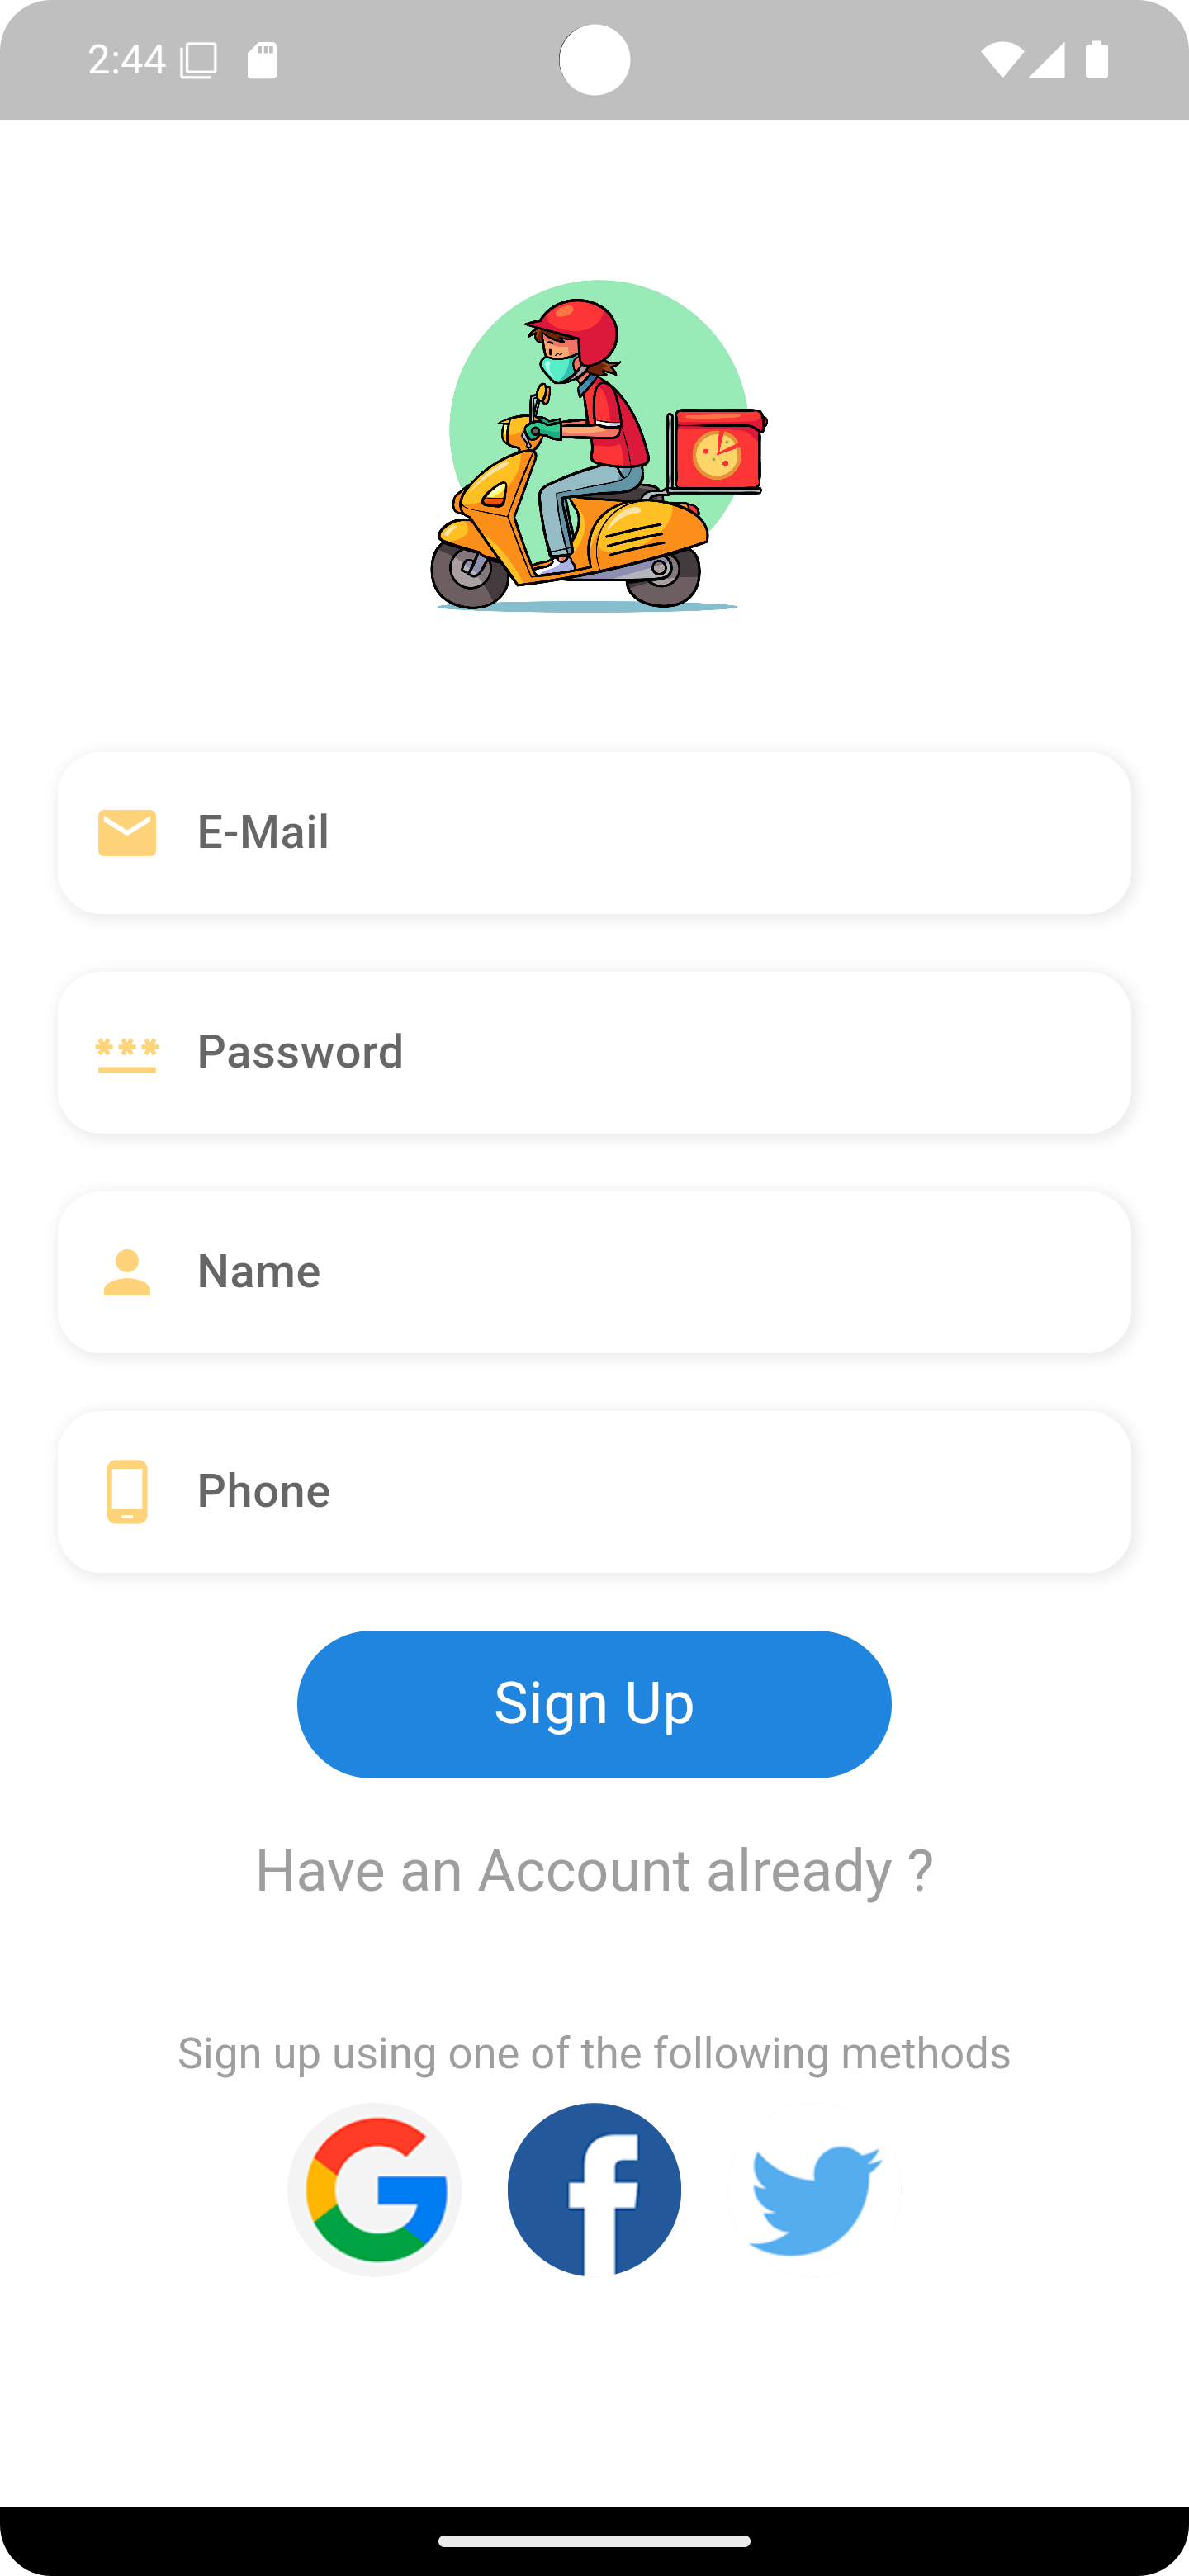 2:44
E-Mail
Password
Name
Phone
Sign Up
Have an Account already ?
Sign up using one of the following methods